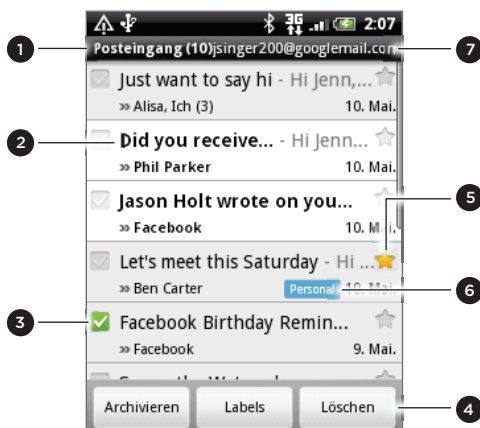 2:07
1
Posteingang (10)jsinger200@googlemail.com
7
Just want to say hi - Hi Jenn,...
» Alisa, Ich (3) 10. Mai.
2
Did you receive... - Hi Jenn...
» Phil Parker 10. Mai.
Jason Holt wrote on you...
5
» Facebook 10. Mai.
Let's meet this Saturday - Hi ...
» Ben Carter Personal 10. Mai.
6
3
Facebook Birthday Remin...
» Facebook 9. Mai.
Archivieren Labels Löschen
4